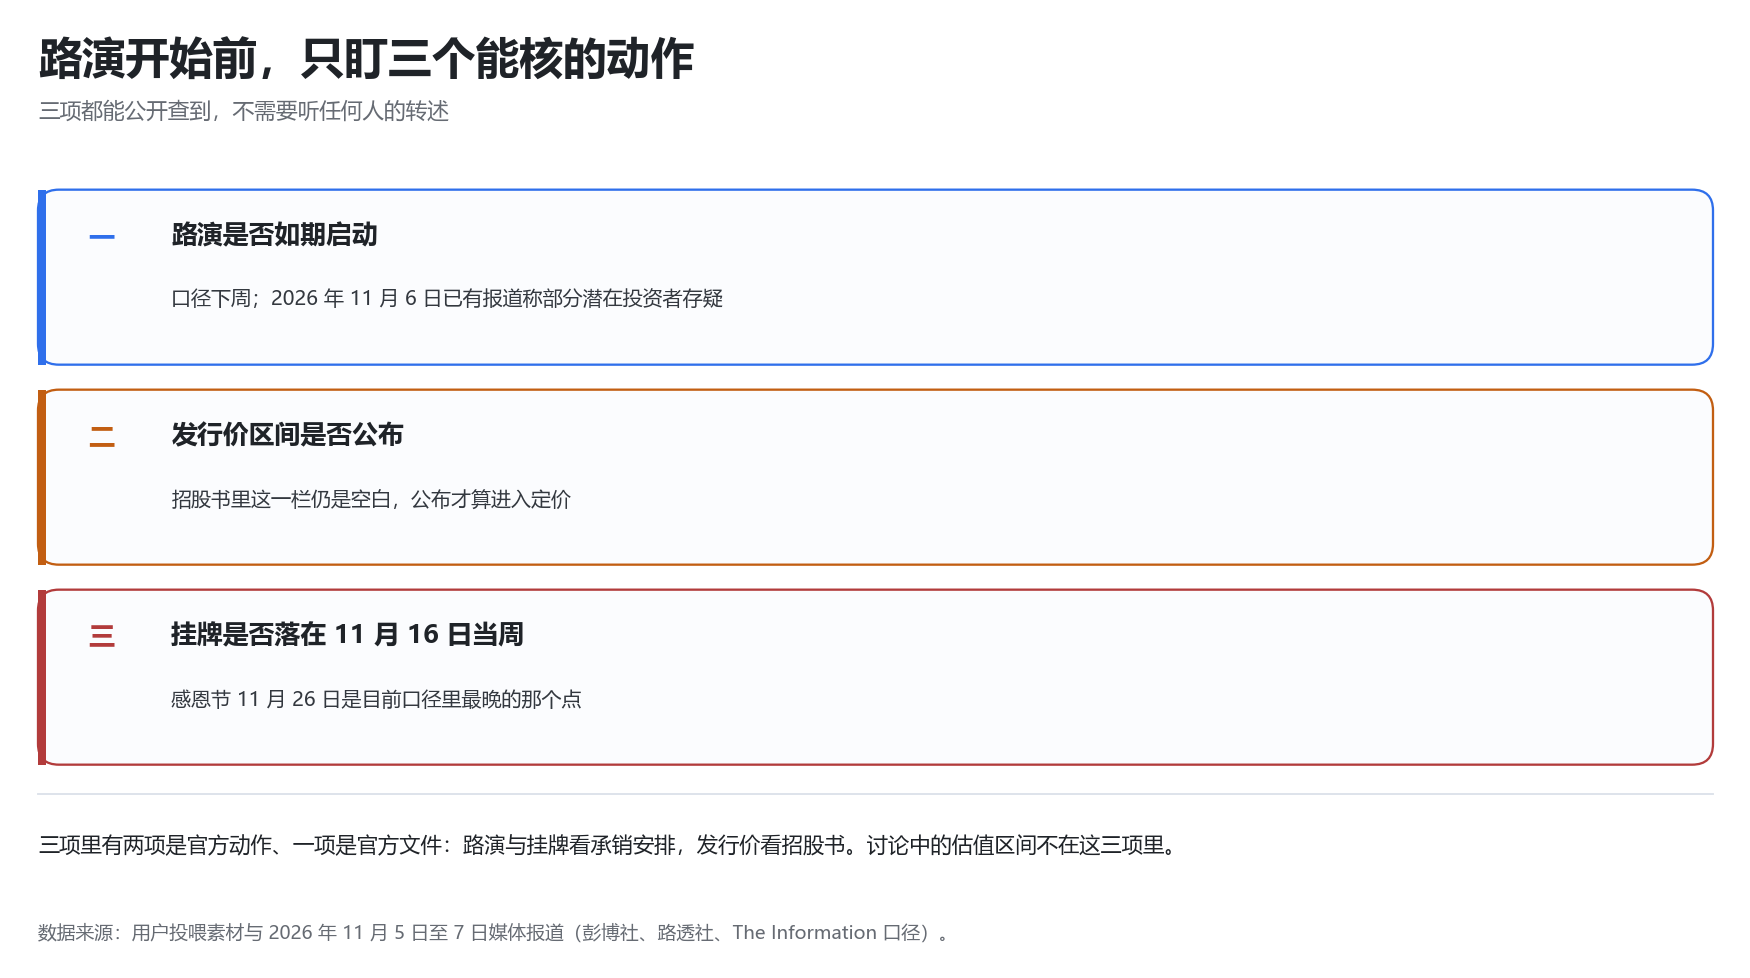 路演开始前，只盯三个能核的动作
三项都能公开查到，不需要听任何人的转述
一
路演是否如期启动
口径下周；2026 年 11 月 6 日已有报道称部分潜在投资者存疑
二
发行价区间是否公布
招股书里这一栏仍是空白，公布才算进入定价
三
挂牌是否落在 11 月 16 日当周
感恩节 11 月 26 日是目前口径里最晚的那个点
三项里有两项是官方动作、一项是官方文件：路演与挂牌看承销安排，发行价看招股书。讨论中的估值区间不在这三项里。
数据来源：用户投喂素材与 2026 年 11 月 5 日至 7 日媒体报道（彭博社、路透社、The Information 口径）。